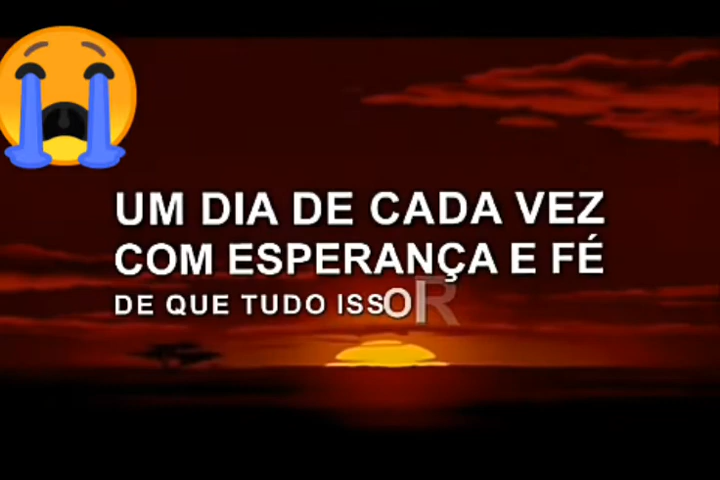 UM DIA DE CADA VEZ
COM ESPERANÇA E FÉ
DE QUE TUDO ISSO